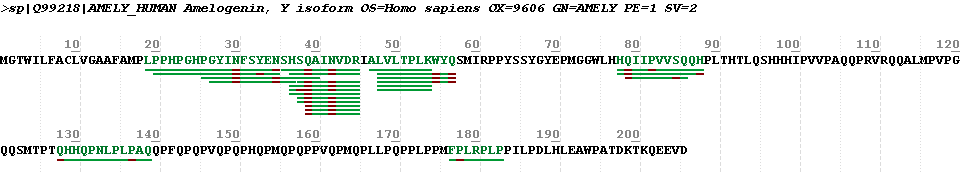 >sp|Q99218|AMELY_HUMAN Amelogenin, Y isoform OS=Homo sapiens OX=9606 GN=AMELY PE=1 SV=2
10 20 30 40 50 60 70 80 90 100 110 120
MGTWILFACLVGAAFAMPLPPHPGHPGYINFSYENSHSQAINVDRIALVLTPLKWYQSMIRPPYSSYGYEPMGGWLHHQIIPVVSQQHPLTHTLQSHHHIPVVPAQQPRVRQQALMPVPG
130 140 150 160 170 180 190 200
QQSMTPTQHHQPNLPLPAQQPFQPQPVQPQPHQPMQPQPPVQPMQPLLPQPPLPPMFPLRPLPPILPDLHLEAWPATDKTKQEEVD